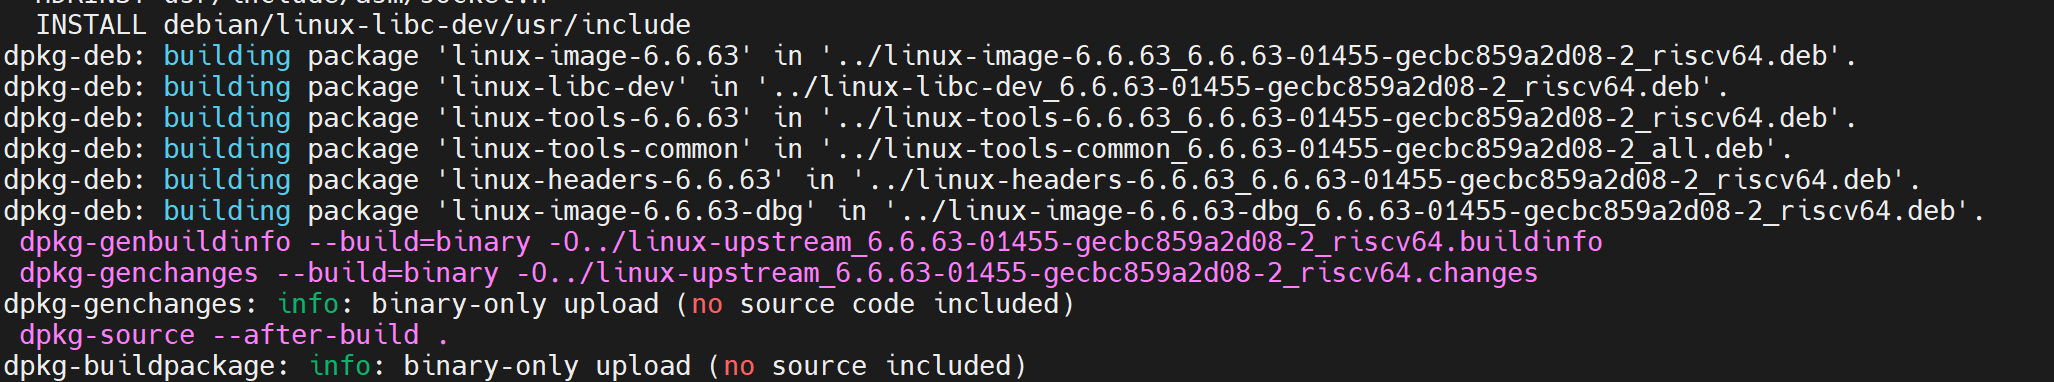 INSTALL debian/linux-libc-dev/usr/include
dpkg-deb: building package 'linux-image-6.6.63' in '../linux-image-6.6.63_6.6.63-01455-gecbc859a2d08-2_riscv64.deb'.
dpkg-deb: building package 'linux-libc-dev' in '../linux-libc-dev_6.6.63-01455-gecbc859a2d08-2_riscv64.deb'.
dpkg-deb: building package 'linux-tools-6.6.63' in '../linux-tools-6.6.63_6.6.63-01455-gecbc859a2d08-2_riscv64.deb'.
dpkg-deb: building package 'linux-tools-common' in '../linux-tools-common_6.6.63-01455-gecbc859a2d08-2_all.deb'.
dpkg-deb: building package 'linux-headers-6.6.63' in '../linux-headers-6.6.63_6.6.63-01455-gecbc859a2d08-2_riscv64.deb'.
dpkg-deb: building package 'linux-image-6.6.63-dbg' in '../linux-image-6.6.63-dbg_6.6.63-01455-gecbc859a2d08-2_riscv64.deb'.
dpkg-genbuildinfo --build=binary -O../linux-upstream_6.6.63-01455-gecbc859a2d08-2_riscv64.buildinfo
dpkg-genchanges --build=binary -O../linux-upstream_6.6.63-01455-gecbc859a2d08-2_riscv64.changes
dpkg-genchanges: info: binary-only upload (no source code included)
dpkg-source --after-build .
dpkg-buildpackage: info: binary-only upload (no source included)